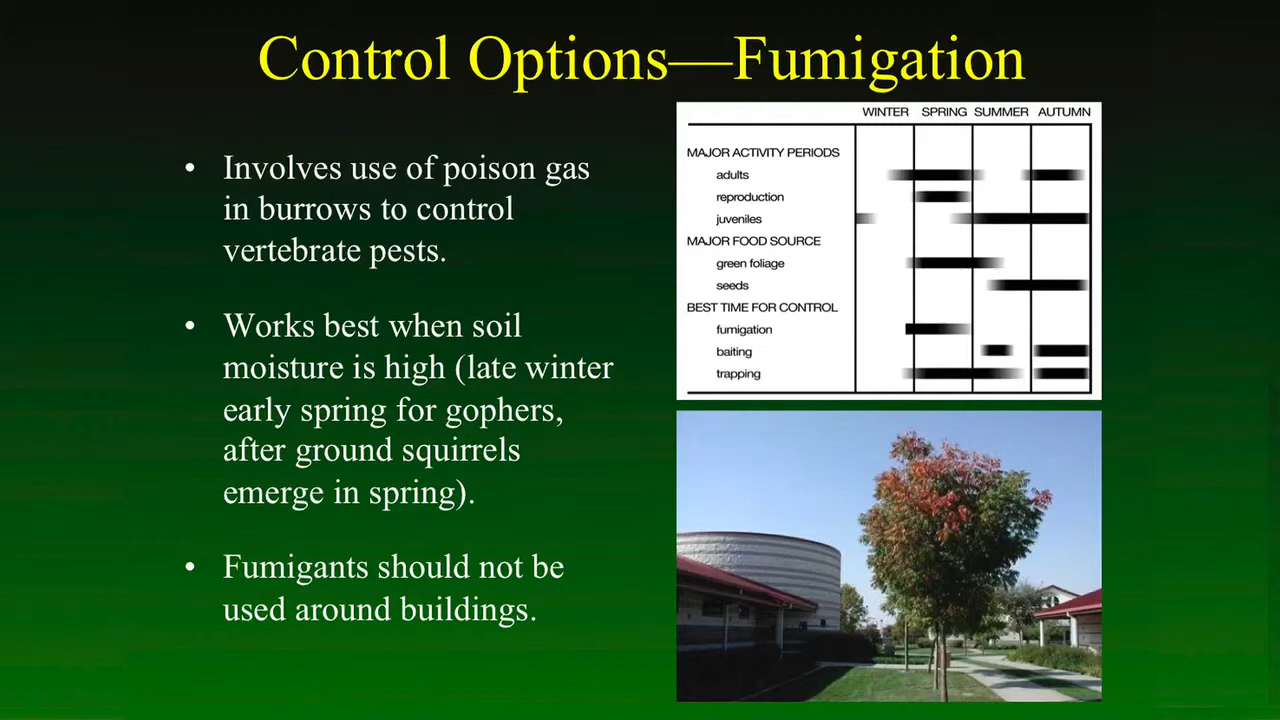 Control Options—Fumigation
• Involves use of poison gas
in burrows to control
vertebrate pests.
• Works best when soil
moisture is high (late winter
early spring for gophers,
after ground squirrels
emerge in spring).
• Fumigants should not be
used around buildings.
WINTER SPRING SUMMER AUTUMN
MAJOR ACTIVITY PERIODS
adults
reproduction
juveniles
MAJOR FOOD SOURCE
green foliage
seeds
BEST TIME FOR CONTROL
fumigation
baiting
trapping